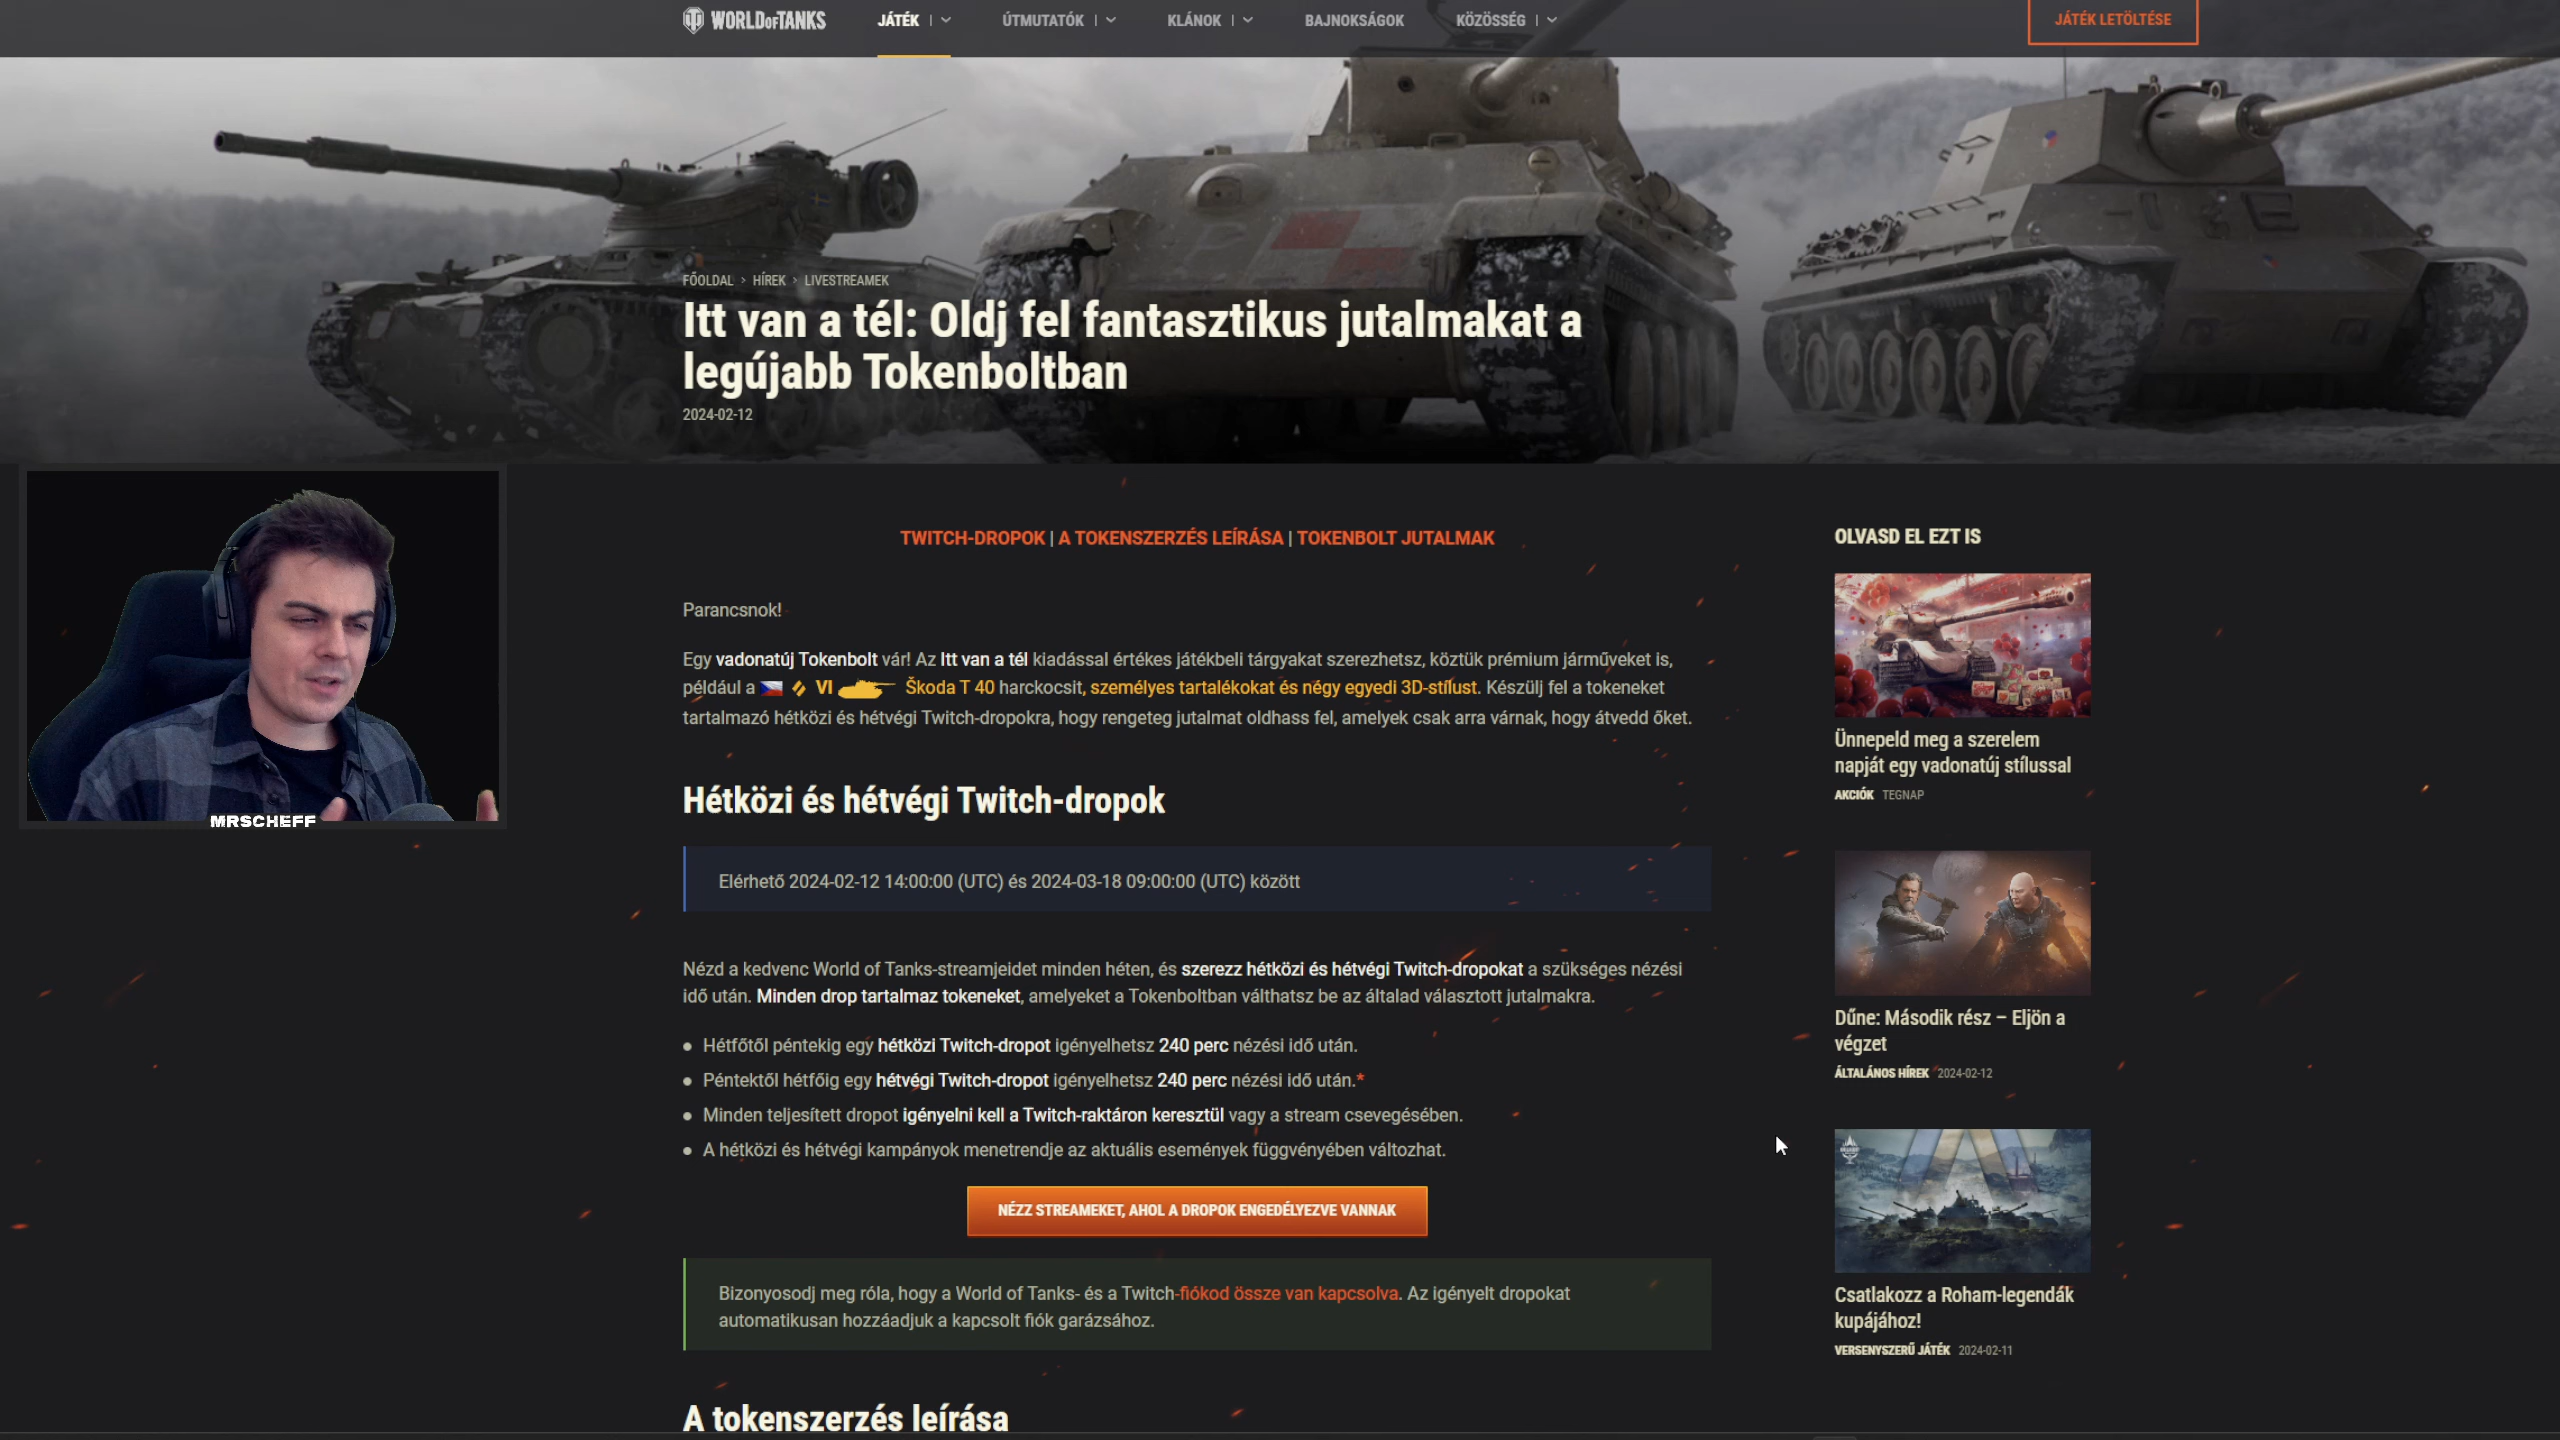 WORLD OF TANKS
JÁTÉK
ÚTMUTATÓK
KLÁNOK
BAJNOKSÁGOK
KÖZÖSSÉG
JÁTÉK LETÖLTÉSE
FŐOLDAL > HÍREK > LIVESTREAMEK
Itt van a tél: Oldj fel fantasztikus jutalmakat a
legújabb Tokenboltban
2024-02-12
MRSCHEFF
TWITCH-DROPOK | A TOKENSZERZÉS LEÍRÁSA | TOKENBOLT JUTALMAK
Parancsnok!
Egy vadonatúj Tokenbolt vár! Az Itt van a tél kiadással értékes játékbeli tárgyakat szerezhetsz, köztük prémium járműveket is,
például a VI Škoda T 40 harckocsit, személyes tartalékokat és négy egyedi 3D-stílust. Készülj fel a tokeneket
tartalmazó hétközi és hétvégi Twitch-dropokra, hogy rengeteg jutalmat oldhass fel, amelyek csak arra várnak, hogy átvedd őket.
Hétközi és hétvégi Twitch-dropok
Elérhető 2024-02-12 14:00:00 (UTC) és 2024-03-18 09:00:00 (UTC) között
Nézd a kedvenc World of Tanks-streamjeidet minden héten, és szerezz hétközi és hétvégi Twitch-dropokat a szükséges nézési
idő után. Minden drop tartalmaz tokeneket, amelyeket a Tokenboltban válthatsz be az általad választott jutalmakra.
● Hétfőtől péntekig egy hétközi Twitch-dropot igényelhetsz 240 perc nézési idő után.
● Péntektől hétfőig egy hétvégi Twitch-dropot igényelhetsz 240 perc nézési idő után.*
● Minden teljesített dropot igényelni kell a Twitch-raktáron keresztül vagy a stream csevegésében.
● A hétközi és hétvégi kampányok menetrendje az aktuális események függvényében változhat.
NÉZZ STREAMEKET, AHOL A DROPOK ENGEDÉLYEZVE VANNAK
Bizonyosodj meg róla, hogy a World of Tanks- és a Twitch-fiókod össze van kapcsolva. Az igényelt dropokat
automatikusan hozzáadjuk a kapcsolt fiók garázsához.
A tokenszerzés leírása
OLVASD EL EZT IS
Ünnepeld meg a szerelem
napját egy vadonatúj stílussal
AKCIÓK TEGNAP
Dűne: Második rész – Eljön a
végzet
ÁLTALÁNOS HÍREK 2024-02-12
Csatlakozz a Roham-legendák
kupájához!
VERSENYSZERŰ JÁTÉK 2024-02-11